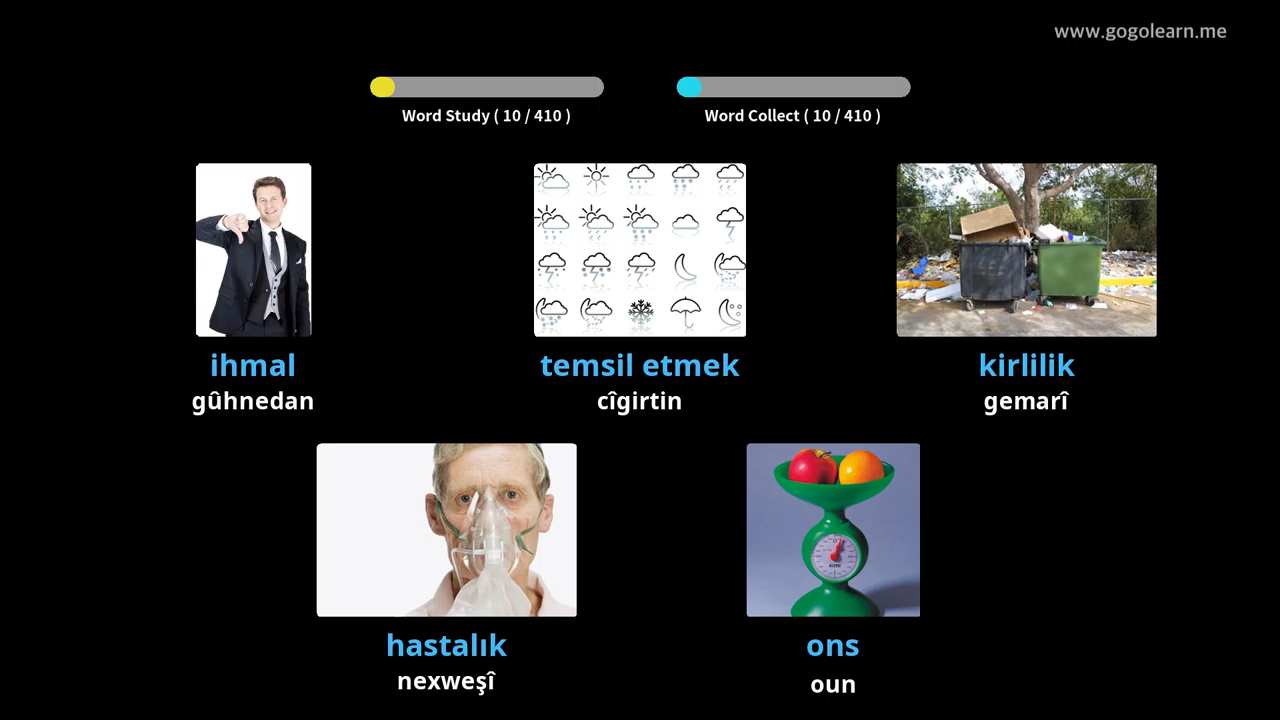 www.gogolearn.me
Word Study ( 10 / 410 )
Word Collect ( 10 / 410 )
ihmal
gûhnedan
temsil etmek
cîgirtin
kirlilik
gemarî
hastalık
nexweşî
ons
oun